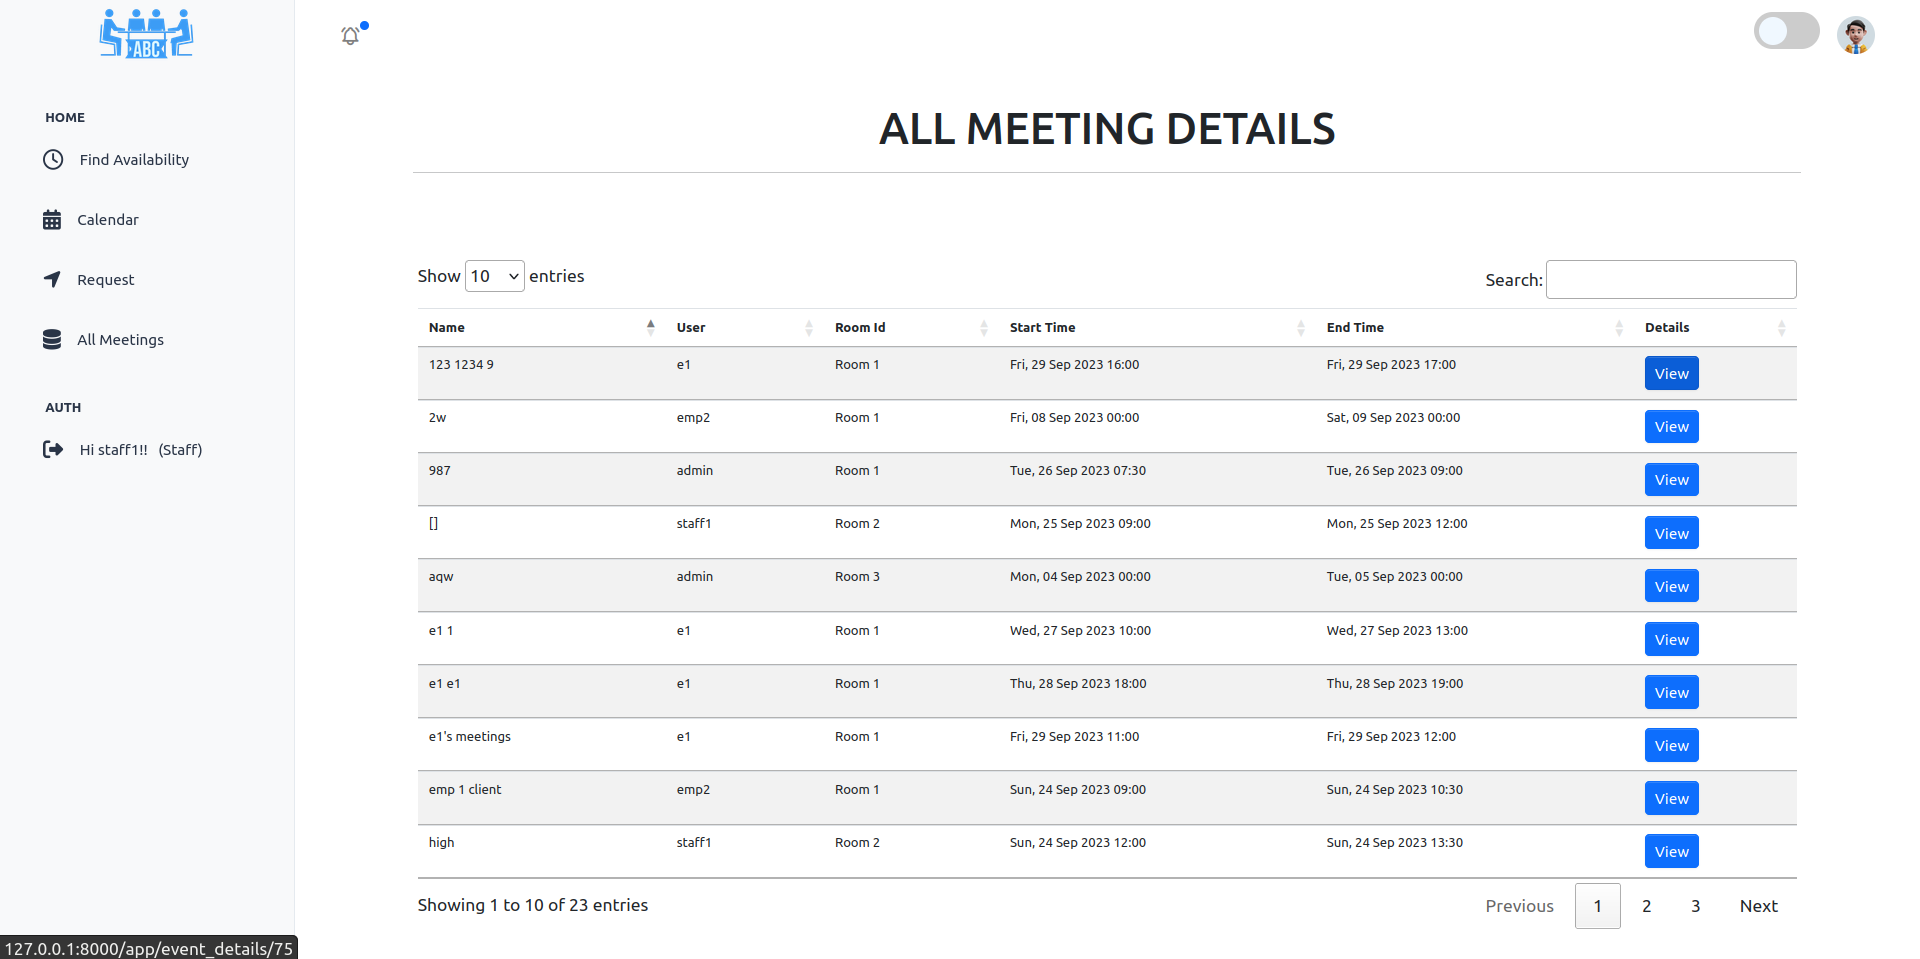 ABC
HOME
Find Availability
Calendar
Request
All Meetings
AUTH
Hi staff1!! (Staff)
ALL MEETING DETAILS
Show 10 entries
Search:
Name User Room Id Start Time End Time Details
123 1234 9 e1 Room 1 Fri, 29 Sep 2023 16:00 Fri, 29 Sep 2023 17:00 View
2w emp2 Room 1 Fri, 08 Sep 2023 00:00 Sat, 09 Sep 2023 00:00 View
987 admin Room 1 Tue, 26 Sep 2023 07:30 Tue, 26 Sep 2023 09:00 View
[] staff1 Room 2 Mon, 25 Sep 2023 09:00 Mon, 25 Sep 2023 12:00 View
aqw admin Room 3 Mon, 04 Sep 2023 00:00 Tue, 05 Sep 2023 00:00 View
e1 1 e1 Room 1 Wed, 27 Sep 2023 10:00 Wed, 27 Sep 2023 13:00 View
e1 e1 e1 Room 1 Thu, 28 Sep 2023 18:00 Thu, 28 Sep 2023 19:00 View
e1's meetings e1 Room 1 Fri, 29 Sep 2023 11:00 Fri, 29 Sep 2023 12:00 View
emp 1 client emp2 Room 1 Sun, 24 Sep 2023 09:00 Sun, 24 Sep 2023 10:30 View
high staff1 Room 2 Sun, 24 Sep 2023 12:00 Sun, 24 Sep 2023 13:30 View
Showing 1 to 10 of 23 entries
Previous 1 2 3 Next
127.0.0.1:8000/app/event_details/75